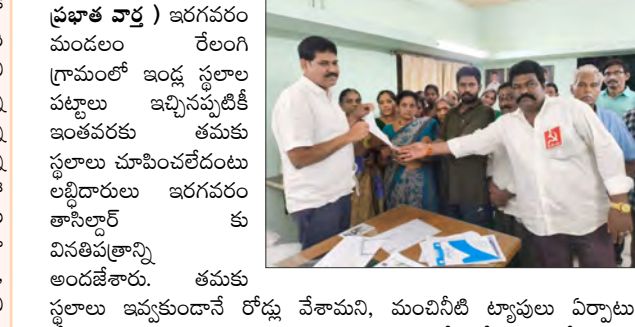 ప్రభాత వార్త ) ఇరగవరం
మండలం రేలంగి
గ్రామంలో ఇండ్ల స్థలాల
పట్టాలు ఇచ్చినప్పటికీ
ఇంతవరకు తమకు
స్థలాలు చూపించలేదంటు
లబ్ధిదారులు ఇరగవరం
తాసిల్దార్ కు
వినతిపత్రాన్ని
అందజేశారు. తమకు
స్థలాలు ఇవ్వకుండానే రోడ్లు వేశామని, మంచినీటి ట్యాపులు ఏర్పాటు